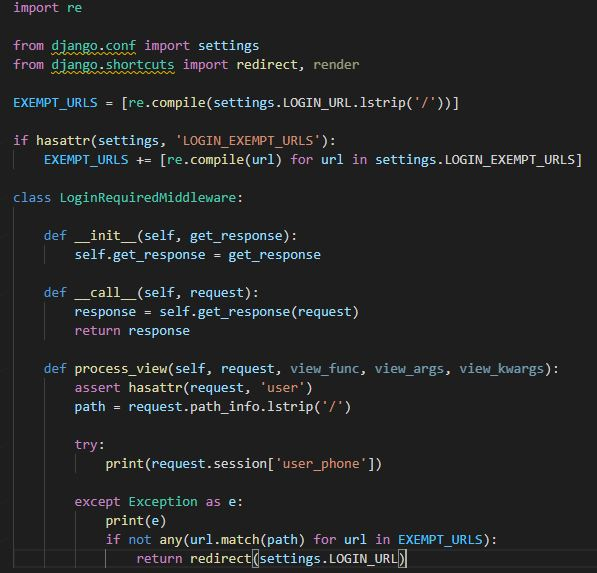 import re
from django.conf import settings
from django.shortcuts import redirect, render
EXEMPT_URLS = [re.compile(settings.LOGIN_URL.lstrip('/'))]
if hasattr(settings, 'LOGIN_EXEMPT_URLS'):
    EXEMPT_URLS += [re.compile(url) for url in settings.LOGIN_EXEMPT_URLS]
class LoginRequiredMiddleware:
    def __init__(self, get_response):
        self.get_response = get_response
    def __call__(self, request):
        response = self.get_response(request)
        return response
    def process_view(self, request, view_func, view_args, view_kwargs):
        assert hasattr(request, 'user')
        path = request.path_info.lstrip('/')
        try:
            print(request.session['user_phone'])
        except Exception as e:
            print(e)
            if not any(url.match(path) for url in EXEMPT_URLS):
                return redirect(settings.LOGIN_URL)